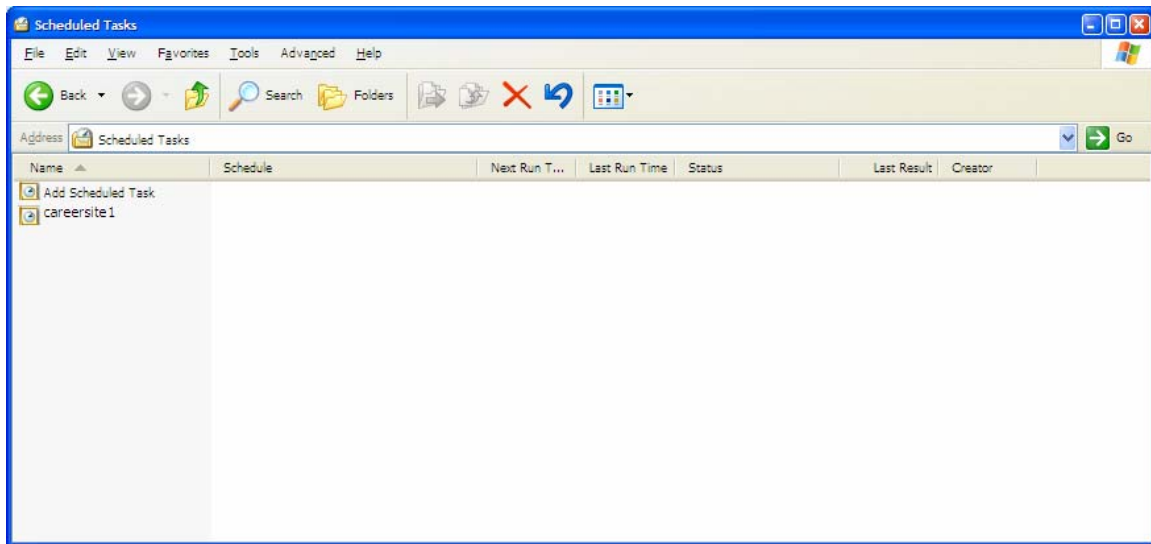 Scheduled Tasks
File Edit View Favorites Tools Advanced Help
Back Search Folders
Address Scheduled Tasks Go
Name Schedule Next Run T... Last Run Time Status Last Result Creator
Add Scheduled Task
careersite1